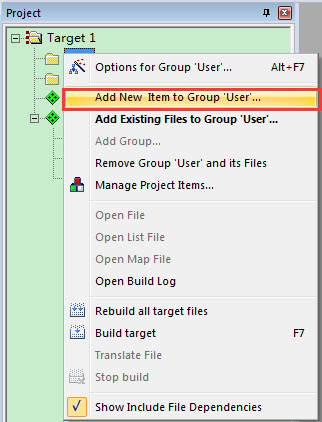 Project
Target 1
Options for Group 'User'... Alt+F7
Add New Item to Group 'User'...
Add Existing Files to Group 'User'...
Add Group...
Remove Group 'User' and its Files
Manage Project Items...
Open File
Open List File
Open Map File
Open Build Log
Rebuild all target files
Build target F7
Translate File
Stop build
Show Include File Dependencies